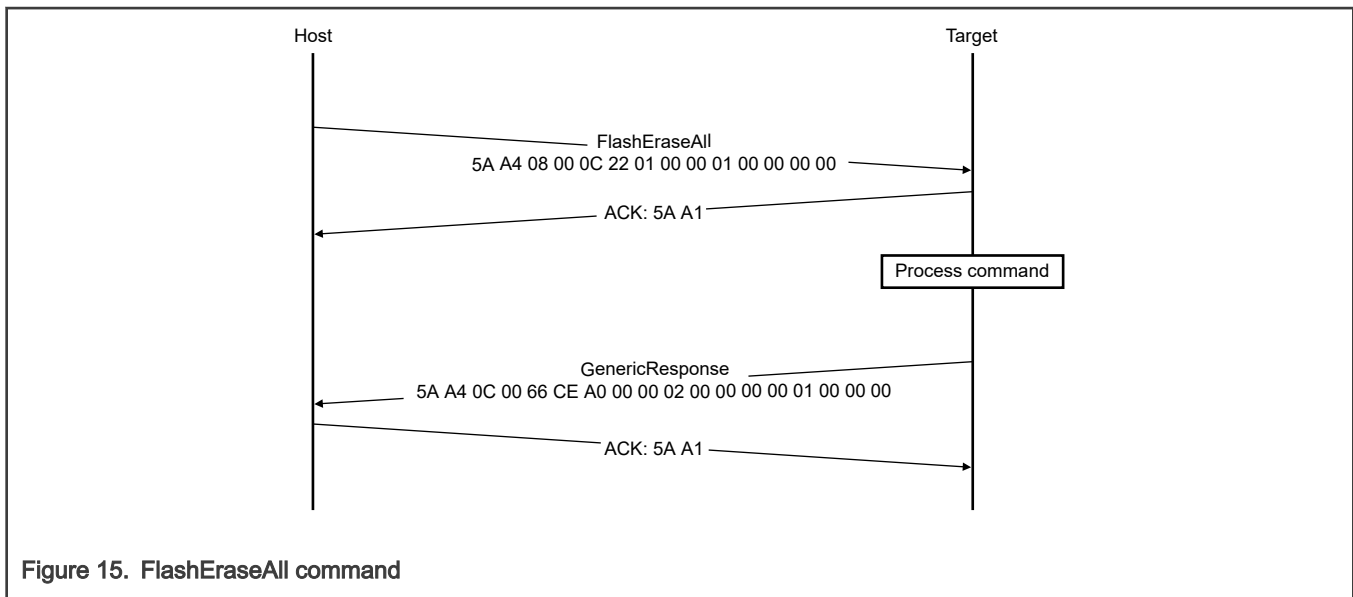 Host Target
FlashEraseAll
5A A4 08 00 0C 22 01 00 00 01 00 00 00 00
ACK: 5A A1
Process command
GenericResponse
5A A4 0C 00 66 CE A0 00 00 02 00 00 00 00 01 00 00 00
ACK: 5A A1
Figure 15. FlashEraseAll command